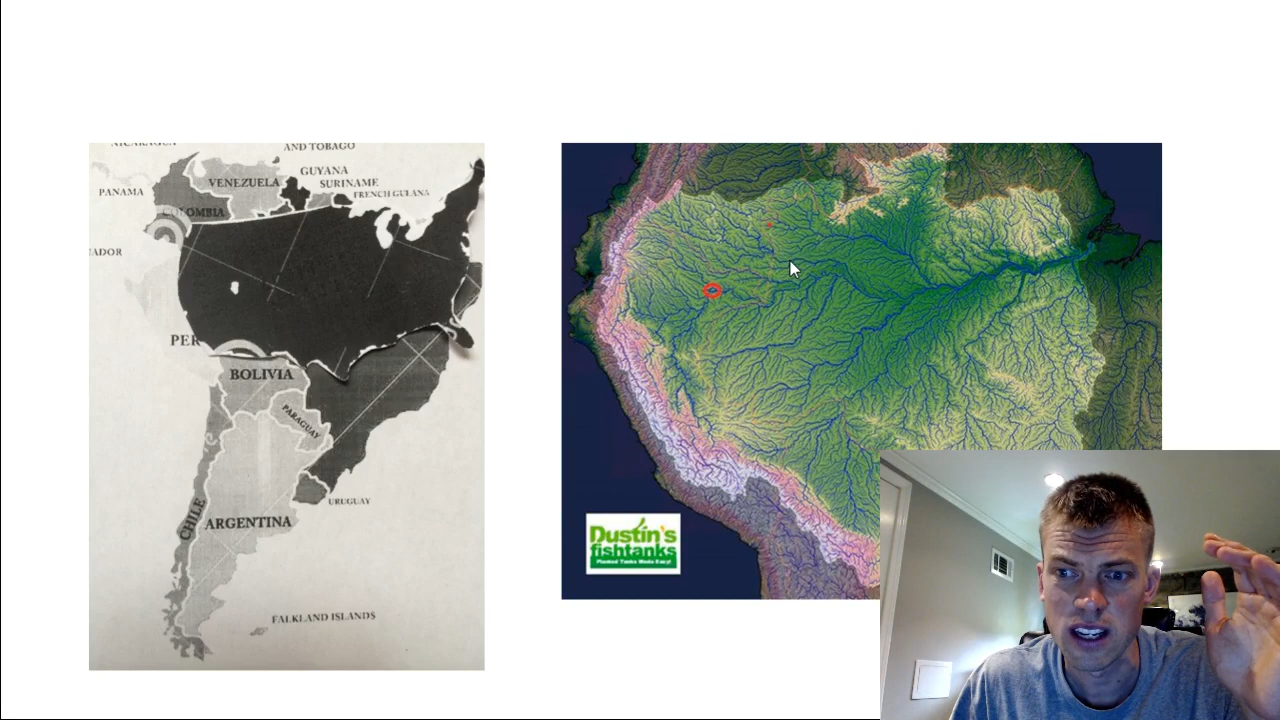 AND TOBAGO
GUYANA
VENEZUELA
SURINAME
PANAMA
FRENCH GUIANA
COLOMBIA
ADOR
PER
BOLIVIA
PARAGUAY
CHILE
URUGUAY
ARGENTINA
FALKLAND ISLANDS
Dustin's
fishtanks
Planted Tanks Made Easy!